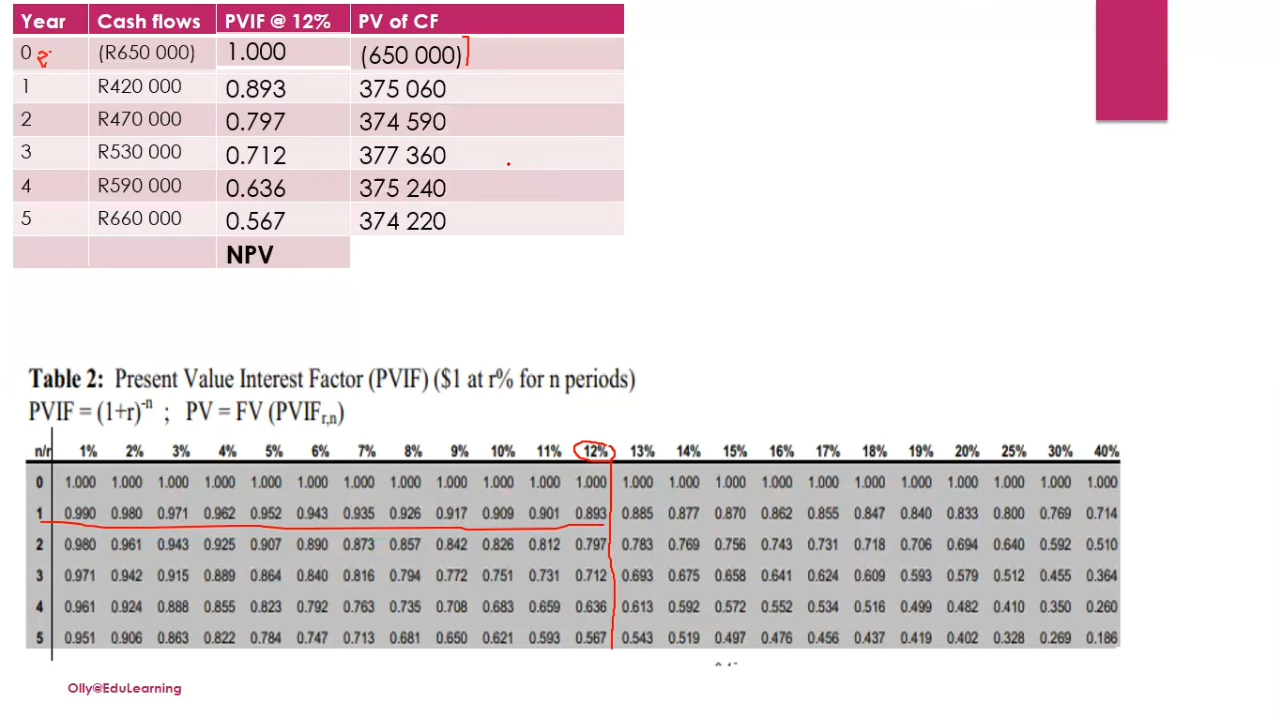 Year Cash flows PVIF @ 12% PV of CF
0 (R650 000) 1.000 (650 000)
1 R420 000 0.893 375 060
2 R470 000 0.797 374 590
3 R530 000 0.712 377 360
4 R590 000 0.636 375 240
5 R660 000 0.567 374 220
NPV
Table 2: Present Value Interest Factor (PVIF) ($1 at r% for n periods)
PVIF = (1+r)⁻ⁿ ; PV = FV (PVIFr,n)
n/r 1% 2% 3% 4% 5% 6% 7% 8% 9% 10% 11% 12% 13% 14% 15% 16% 17% 18% 19% 20% 25% 30% 40%
0 1.000 1.000 1.000 1.000 1.000 1.000 1.000 1.000 1.000 1.000 1.000 1.000 1.000 1.000 1.000 1.000 1.000 1.000 1.000 1.000 1.000 1.000 1.000
1 0.990 0.980 0.971 0.962 0.952 0.943 0.935 0.926 0.917 0.909 0.901 0.893 0.885 0.877 0.870 0.862 0.855 0.847 0.840 0.833 0.800 0.769 0.714
2 0.980 0.961 0.943 0.925 0.907 0.890 0.873 0.857 0.842 0.826 0.812 0.797 0.783 0.769 0.756 0.743 0.731 0.718 0.706 0.694 0.640 0.592 0.510
3 0.971 0.942 0.915 0.889 0.864 0.840 0.816 0.794 0.772 0.751 0.731 0.712 0.693 0.675 0.658 0.641 0.624 0.609 0.593 0.579 0.512 0.455 0.364
4 0.961 0.924 0.888 0.855 0.823 0.792 0.763 0.735 0.708 0.683 0.659 0.636 0.613 0.592 0.572 0.552 0.534 0.516 0.499 0.482 0.410 0.350 0.260
5 0.951 0.906 0.863 0.822 0.784 0.747 0.713 0.681 0.650 0.621 0.593 0.567 0.543 0.519 0.497 0.476 0.456 0.437 0.419 0.402 0.328 0.269 0.186
Olly@EduLearning